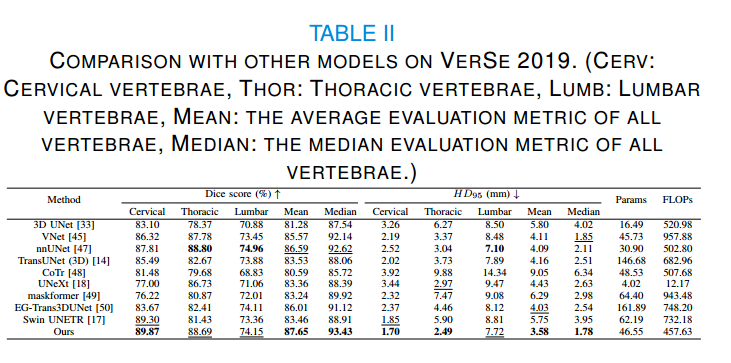 TABLE II
COMPARISON WITH OTHER MODELS ON VERSE 2019. (CERV:
CERVICAL VERTEBRAE, THOR: THORACIC VERTEBRAE, LUMB: LUMBAR
VERTEBRAE, MEAN: THE AVERAGE EVALUATION METRIC OF ALL
VERTEBRAE, MEDIAN: THE MEDIAN EVALUATION METRIC OF ALL
VERTEBRAE.)
Method Dice score (%) ↑ HD95 (mm) ↓ Params FLOPs
Cervical Thoracic Lumbar Mean Median Cervical Thoracic Lumbar Mean Median
3D UNet [33] 83.10 78.37 70.88 81.28 87.54 3.26 6.27 8.50 5.80 4.02 16.49 520.98
VNet [45] 86.32 87.78 73.45 85.57 92.14 2.19 3.37 8.48 4.11 1.85 45.73 957.88
nnUNet [47] 87.81 88.80 74.96 86.59 92.62 2.52 3.04 7.10 4.09 2.11 30.90 502.80
TransUNet (3D) [14] 85.49 82.67 73.88 83.53 88.06 2.02 3.73 7.89 4.16 2.51 146.68 682.96
CoTr [48] 81.48 79.68 68.83 80.59 85.72 3.92 9.88 14.34 9.05 6.34 48.53 507.68
UNeXt [18] 77.00 86.73 71.06 83.36 88.39 3.44 2.97 9.47 4.43 2.63 4.02 12.17
maskformer [49] 76.22 80.87 72.01 83.24 89.92 2.32 7.47 9.08 6.29 2.98 64.40 943.48
EG-Trans3DUNet [50] 83.67 82.41 74.11 86.01 91.12 2.37 4.46 8.12 4.03 2.54 161.89 748.20
Swin UNETR [17] 89.30 81.43 73.36 83.46 88.91 1.85 5.90 8.81 5.75 3.95 62.19 732.18
Ours 89.87 88.69 74.15 87.65 93.43 1.70 2.49 7.72 3.58 1.78 46.55 457.63